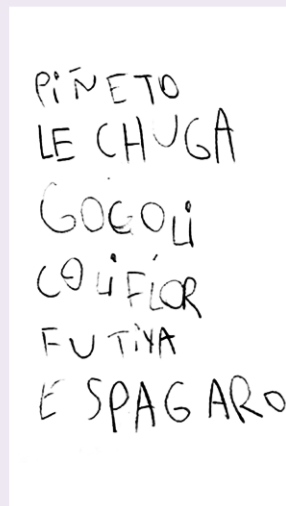 PIÑETO
LE CHUGA
GOGOLI
COLIFLOR
FUTIYA
E SPAGARO